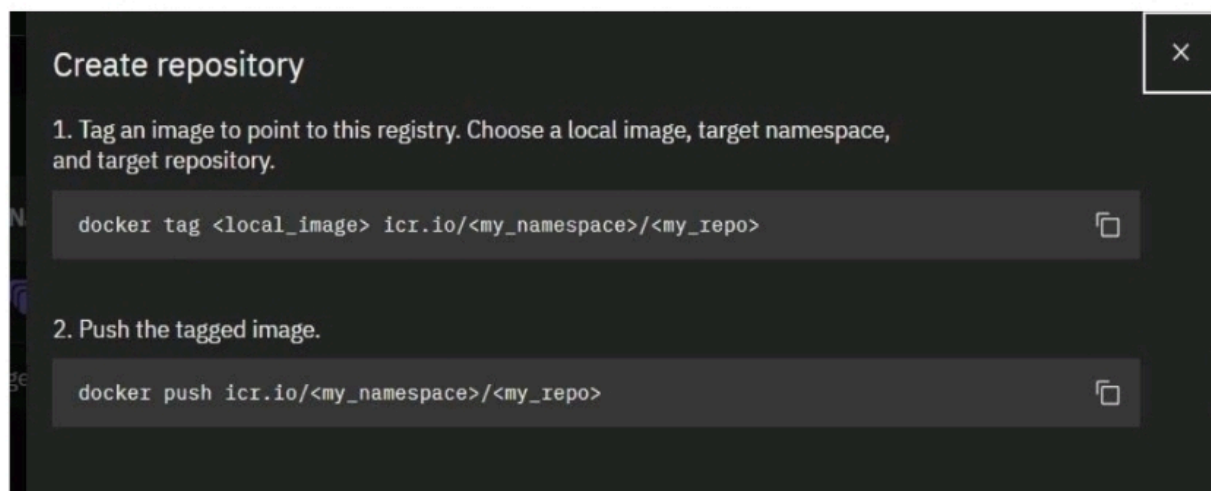 Create repository
1. Tag an image to point to this registry. Choose a local image, target namespace,
and target repository.
docker tag <local_image> icr.io/<my_namespace>/<my_repo>
2. Push the tagged image.
docker push icr.io/<my_namespace>/<my_repo>